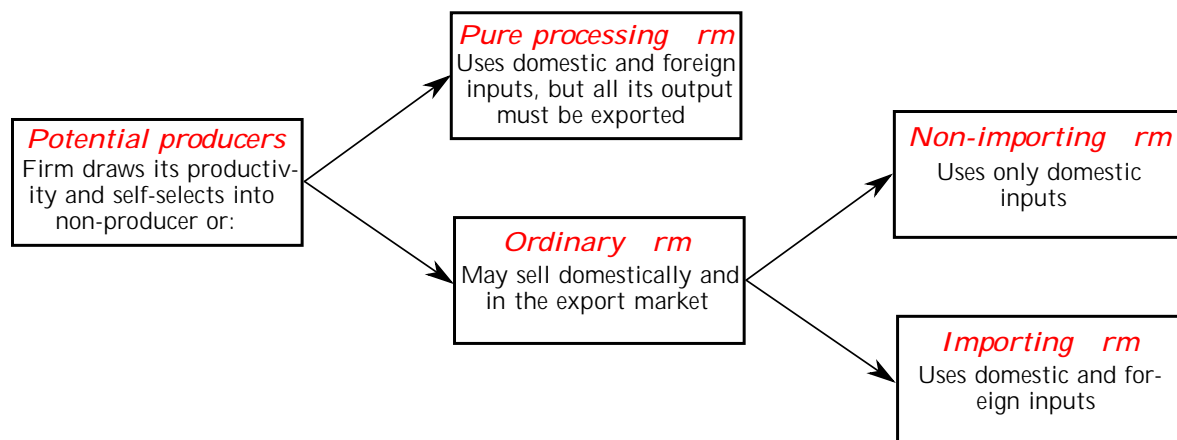 Pure processing rm
Uses domestic and foreign
inputs, but all its output
must be exported
Potential producers
Firm draws its productiv-
ity and self-selects into
non-producer or:
Non-importing rm
Uses only domestic
inputs
Ordinary rm
May sell domestically and
in the export market
Importing rm
Uses domestic and for-
eign inputs